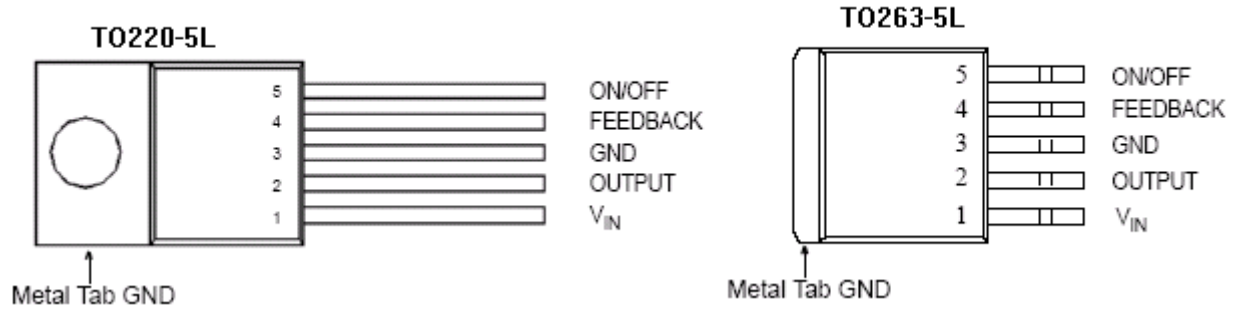 TO220-5L
5 ON/OFF
4 FEEDBACK
3 GND
2 OUTPUT
1 VIN
Metal Tab GND
TO263-5L
5 ON/OFF
4 FEEDBACK
3 GND
2 OUTPUT
1 VIN
Metal Tab GND